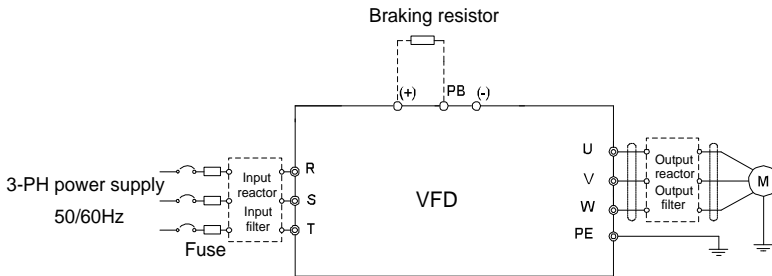 Braking resistor
(+)
PB
(-)
3-PH power supply
50/60Hz
Fuse
Input
reactor
Input
filter
R
S
T
VFD
U
V
W
PE
Output
reactor
Output
filter
M